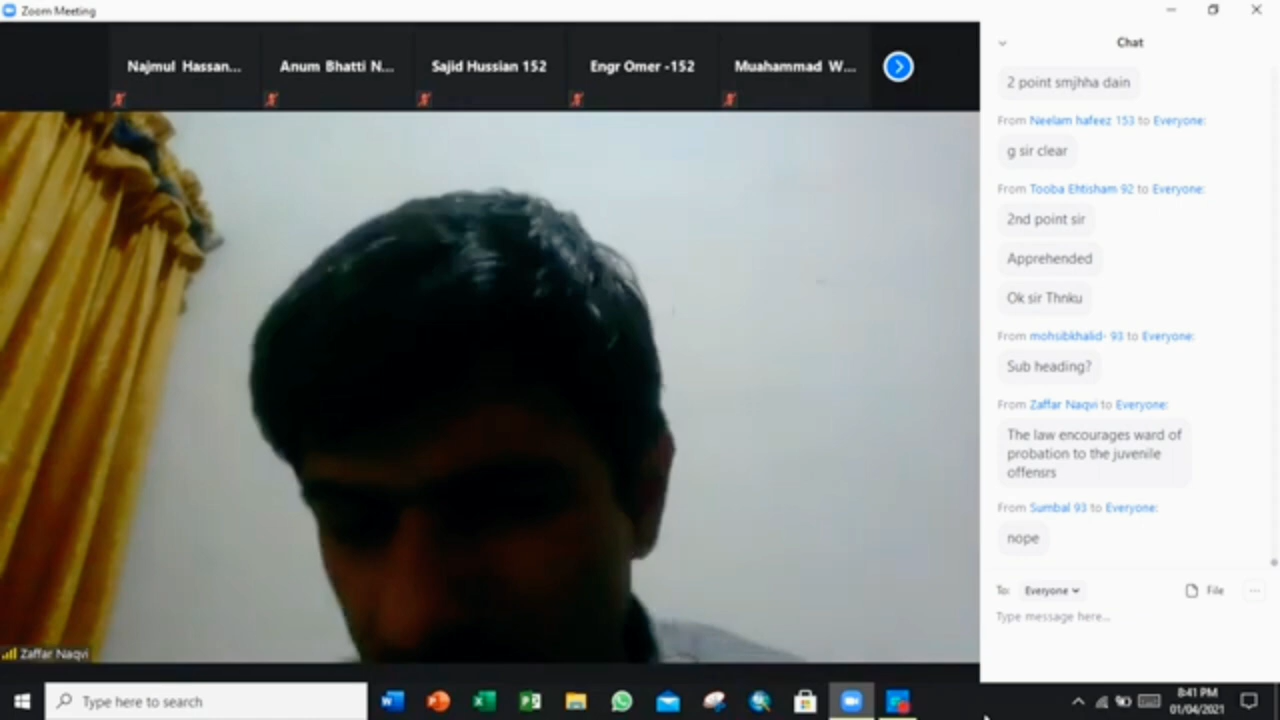 Zoom Meeting
Najmul Hassan...
Anum Bhatti N...
Sajid Hussian 152
Engr Omer -152
Muahammad W...
Zaffar Naqvi
Chat
2 point smjhha dain
From Neelam hafeez 153 to Everyone:
g sir clear
From Tooba Ehtisham 92 to Everyone:
2nd point sir
Apprehended
Ok sir Thnku
From mohsibkhalid- 93 to Everyone:
Sub heading?
From Zaffar Naqvi to Everyone:
The law encourages ward of
probation to the juvenile
offensrs
From Sumbal 93 to Everyone:
nope
To: Everyone
File
Type message here...
Type here to search
8:41 PM
01/04/2021